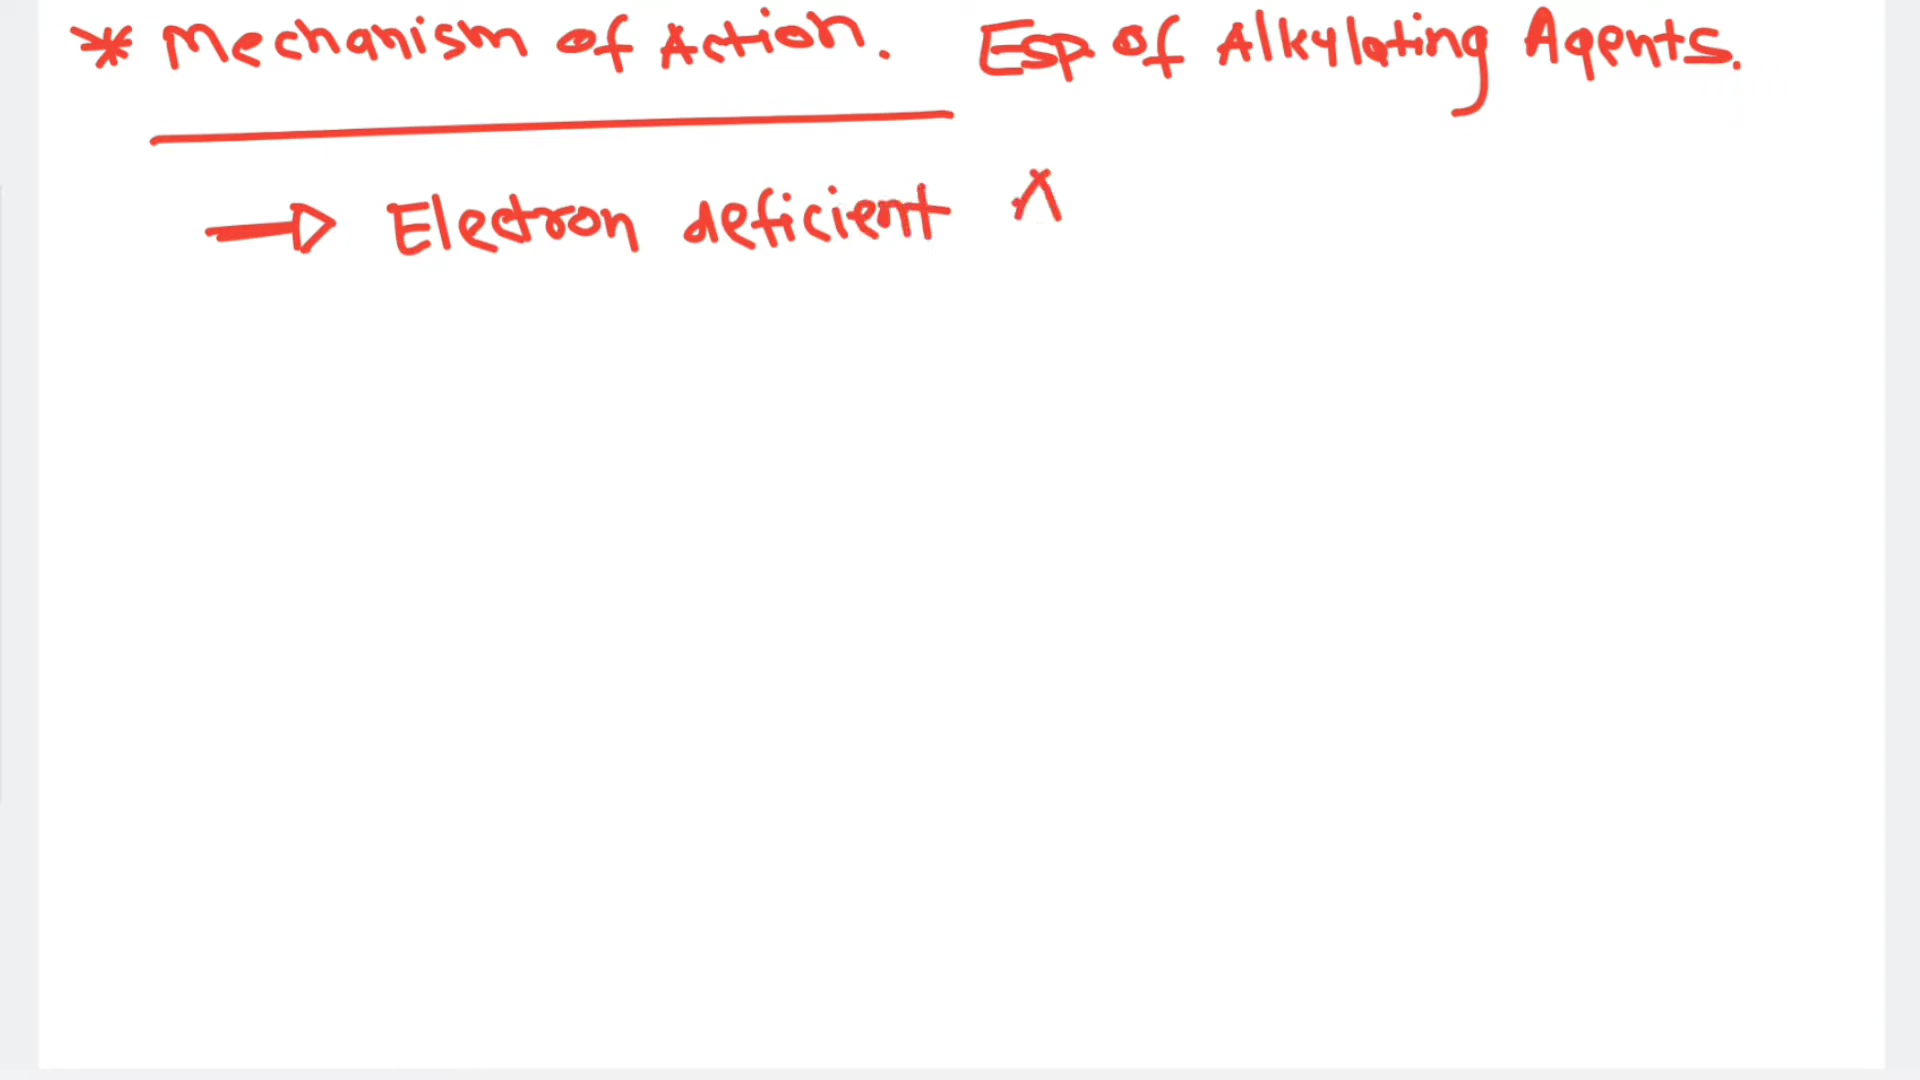 * Mechanism of Action. Esp of Alkylating Agents.
→ Electron deficient